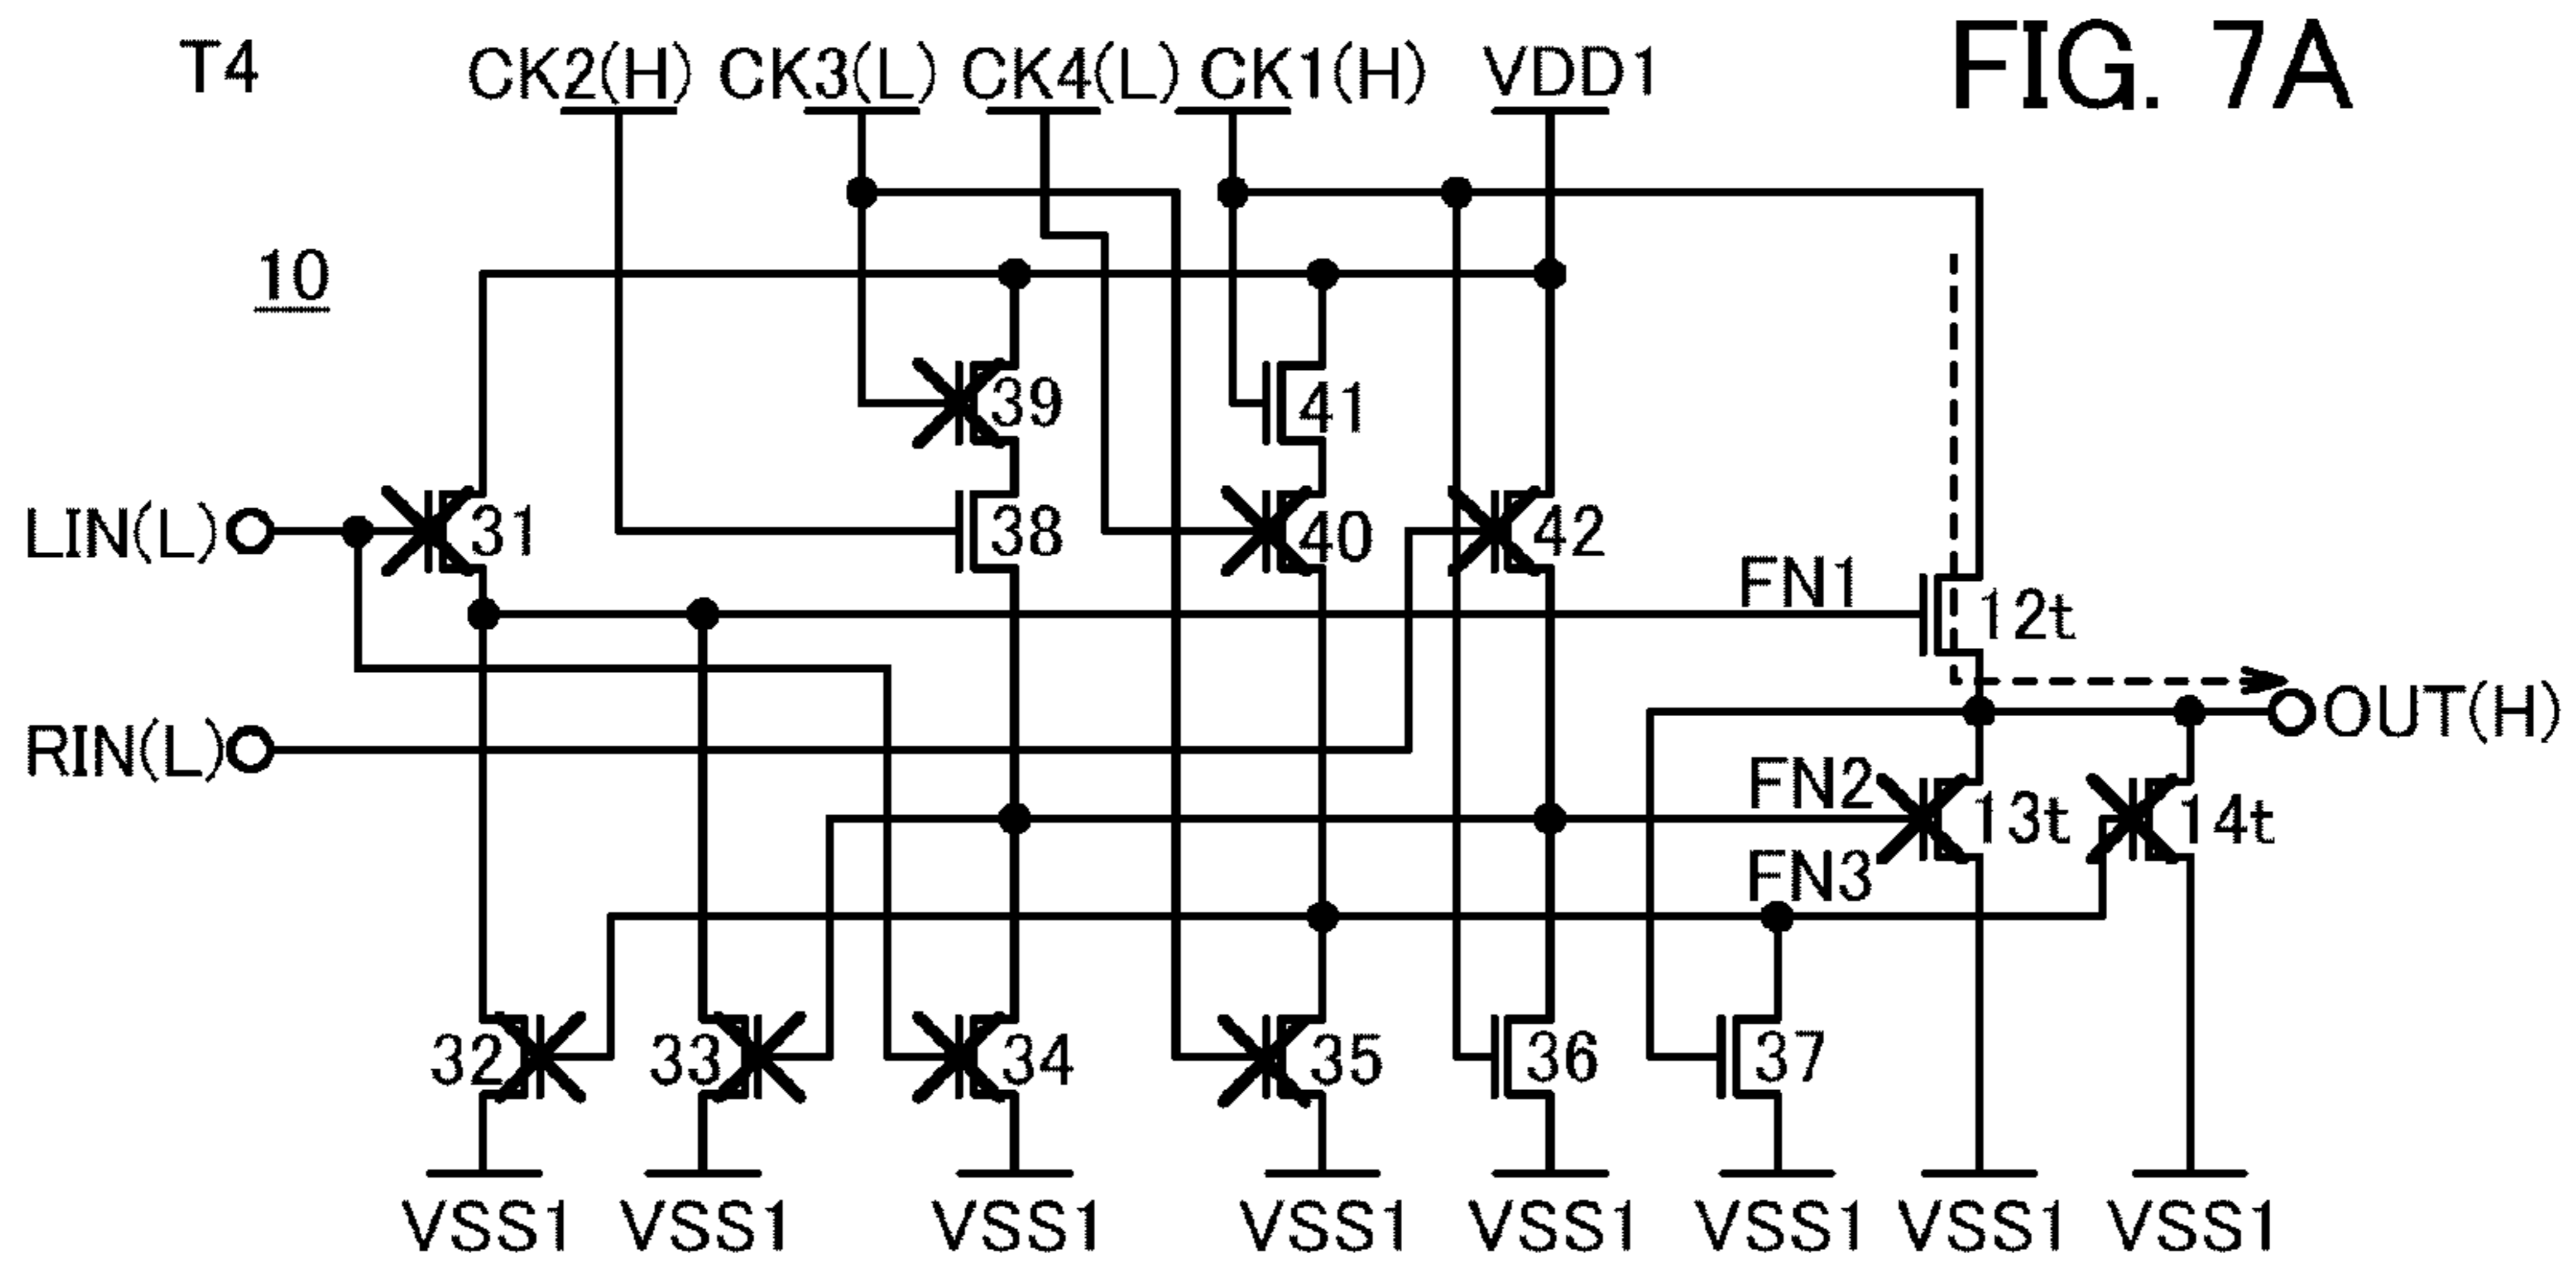 T4 CK2(H) CK3(L) CK4(L) CK1(H) VDD1 FIG. 7A
10
39 41
LIN(L) 31 38 40 42
FN1 12t
RIN(L) OUT(H)
FN2 13t 14t
FN3
32 33 34 35 36 37
VSS1 VSS1 VSS1 VSS1 VSS1 VSS1 VSS1 VSS1